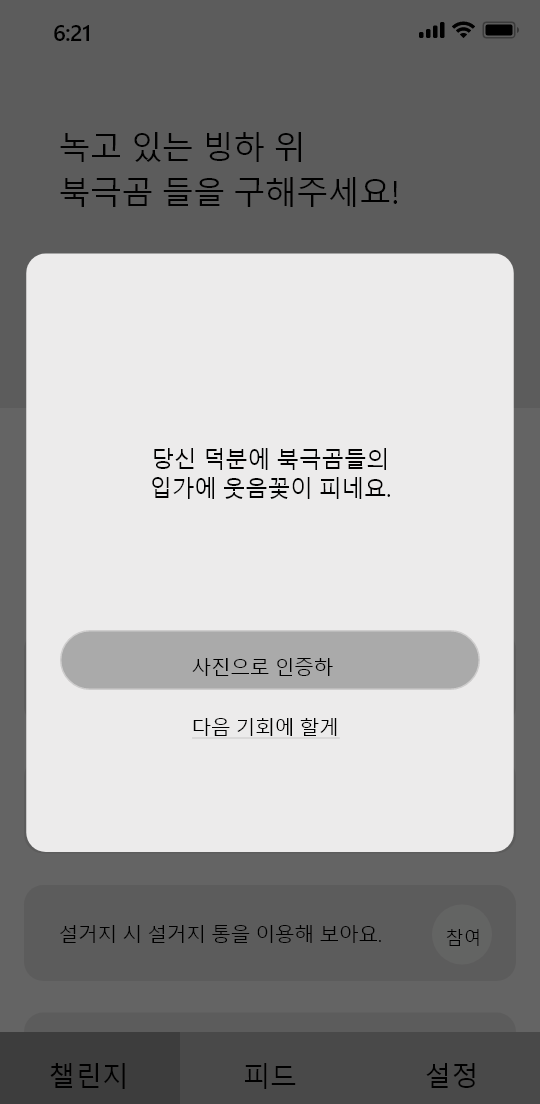 6:21
녹고 있는 빙하 위
북극곰 들을 구해주세요!
당신 덕분에 북극곰들의
입가에 웃음꽃이 피네요.
사진으로 인증하
다음 기회에 할게
설거지 시 설거지 통을 이용해 보아요.
참여
챌린지
피드
설정